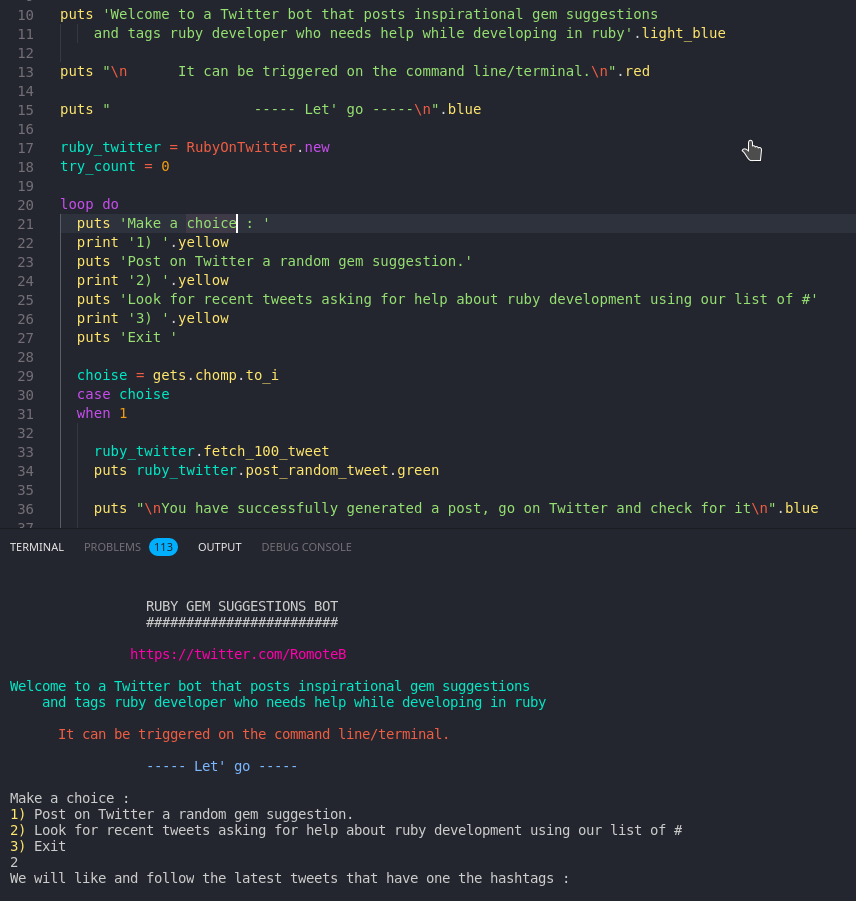 10 puts 'Welcome to a Twitter bot that posts inspirational gem suggestions
11 and tags ruby developer who needs help while developing in ruby'.light_blue
12
13 puts "\n      It can be triggered on the command line/terminal.\n".red
14
15 puts "                 ----- Let' go -----\n".blue
16
17 ruby_twitter = RubyOnTwitter.new
18 try_count = 0
19
20 loop do
21 puts 'Make a choice : '
22 print '1) '.yellow
23 puts 'Post on Twitter a random gem suggestion.'
24 print '2) '.yellow
25 puts 'Look for recent tweets asking for help about ruby development using our list of #'
26 print '3) '.yellow
27 puts 'Exit '
28
29 choise = gets.chomp.to_i
30 case choise
31 when 1
32
33 ruby_twitter.fetch_100_tweet
34 puts ruby_twitter.post_random_tweet.green
35
36 puts "\nYou have successfully generated a post, go on Twitter and check for it\n".blue
37
TERMINAL PROBLEMS 113 OUTPUT DEBUG CONSOLE
RUBY GEM SUGGESTIONS BOT
########################
https://twitter.com/RomoteB
Welcome to a Twitter bot that posts inspirational gem suggestions
and tags ruby developer who needs help while developing in ruby
It can be triggered on the command line/terminal.
----- Let' go -----
Make a choice :
1) Post on Twitter a random gem suggestion.
2) Look for recent tweets asking for help about ruby development using our list of #
3) Exit
2
We will like and follow the latest tweets that have one the hashtags :